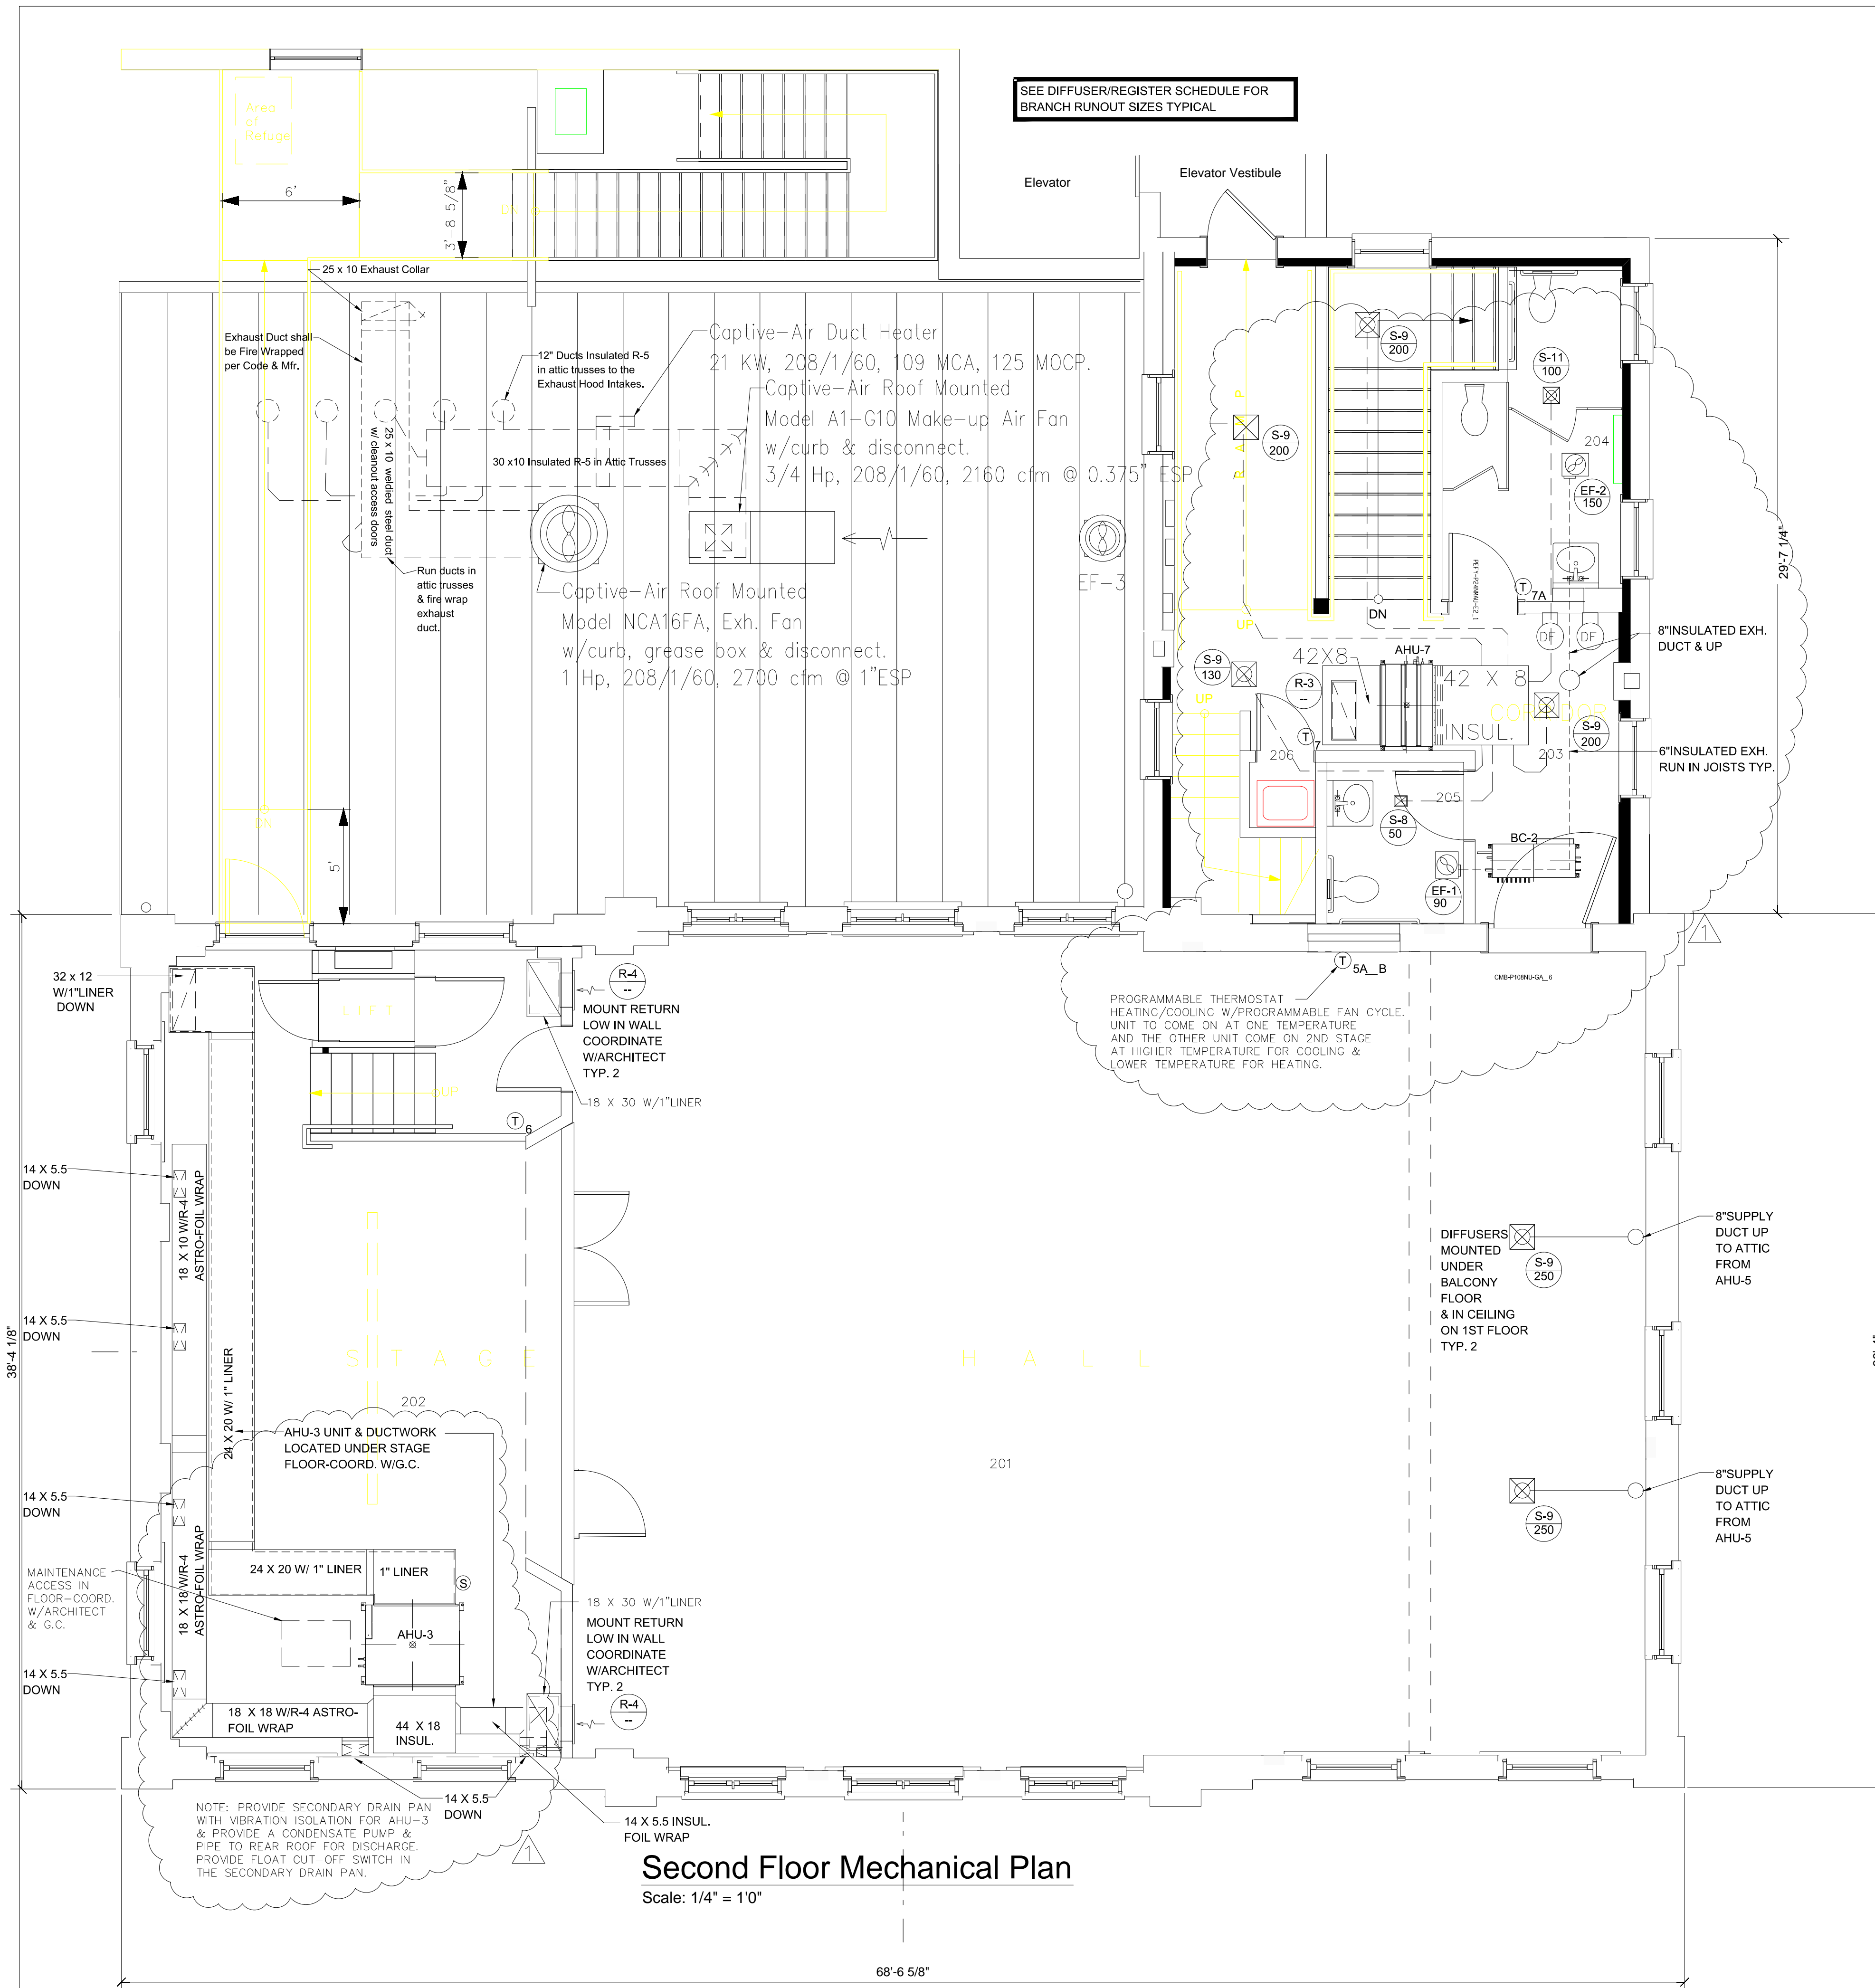 SEE DIFFUSER/REGISTER SCHEDULE FOR
BRANCH RUNOUT SIZES TYPICAL
Area
of
Refuge
6'
3'-8 5/8"
DN
Elevator
Elevator Vestibule
25 x 10 Exhaust Collar
Exhaust Duct shall
be Fire Wrapped
per Code & Mfr.
12" Ducts Insulated R-5
in attic trusses to the
Exhaust Hood Intakes.
Captive-Air Duct Heater
21 KW, 208/1/60, 109 MCA, 125 MOCP.
Captive-Air Roof Mounted
Model A1-G10 Make-up Air Fan
w/curb & disconnect.
3/4 Hp, 208/1/60, 2160 cfm @ 0.375" ESP
30 x10 Insulated R-5 in Attic Trusses
25 x 10 weldied steel duct
w/ cleanout access doors
Run ducts in
attic trusses
& fire wrap
exhaust
duct.
Captive-Air Roof Mounted
Model NCA16FA, Exh. Fan
w/curb, grease box & disconnect.
1 Hp, 208/1/60, 2700 cfm @ 1"ESP
EF-3
S-9
200
S-9
200
S-11
100
204
EF-2
150
29'-7 1/4"
PEFY-P24NMAU-E2_1
T
7A
DN
UP
DF
DF
8"INSULATED EXH.
DUCT & UP
S-9
130
42X8
AHU-7
R-3
--
42 X 8
INSUL.
CORRIDOR
S-9
200
UP
T
7
206
203
6"INSULATED EXH.
RUN IN JOISTS TYP.
205
S-8
50
BC-2
EF-1
90
DN
5'
1
32 x 12
W/1"LINER
DOWN
LIFT
R-4
--
MOUNT RETURN
LOW IN WALL
COORDINATE
W/ARCHITECT
TYP. 2
18 X 30 W/1"LINER
UP
T
6
T
5A__B
CMB-P108NU-GA__6
PROGRAMMABLE THERMOSTAT
HEATING/COOLING W/PROGRAMMABLE FAN CYCLE.
UNIT TO COME ON AT ONE TEMPERATURE
AND THE OTHER UNIT COME ON 2ND STAGE
AT HIGHER TEMPERATURE FOR COOLING &
LOWER TEMPERATURE FOR HEATING.
14 X 5.5
DOWN
18 X 10 W/R-4
ASTRO-FOIL WRAP
14 X 5.5
DOWN
38'-4 1/8"
24 X 20 W/ 1" LINER
STAGE
202
HALL
201
DIFFUSERS
MOUNTED
UNDER
BALCONY
FLOOR
& IN CEILING
ON 1ST FLOOR
TYP. 2
S-9
250
8"SUPPLY
DUCT UP
TO ATTIC
FROM
AHU-5
AHU-3 UNIT & DUCTWORK
LOCATED UNDER STAGE
FLOOR-COORD. W/G.C.
14 X 5.5
DOWN
S-9
250
8"SUPPLY
DUCT UP
TO ATTIC
FROM
AHU-5
MAINTENANCE
ACCESS IN
FLOOR-COORD.
W/ARCHITECT
& G.C.
18 X 18 W/R-4
ASTRO-FOIL WRAP
24 X 20 W/ 1" LINER
1" LINER
S
AHU-3
18 X 30 W/1"LINER
MOUNT RETURN
LOW IN WALL
COORDINATE
W/ARCHITECT
TYP. 2
R-4
--
14 X 5.5
DOWN
18 X 18 W/R-4 ASTRO-
FOIL WRAP
44 X 18
INSUL.
14 X 5.5
DOWN
14 X 5.5 INSUL.
FOIL WRAP
NOTE: PROVIDE SECONDARY DRAIN PAN
WITH VIBRATION ISOLATION FOR AHU-3
& PROVIDE A CONDENSATE PUMP &
PIPE TO REAR ROOF FOR DISCHARGE.
PROVIDE FLOAT CUT-OFF SWITCH IN
THE SECONDARY DRAIN PAN.
1
Second Floor Mechanical Plan
Scale: 1/4" = 1'0"
68'-6 5/8"